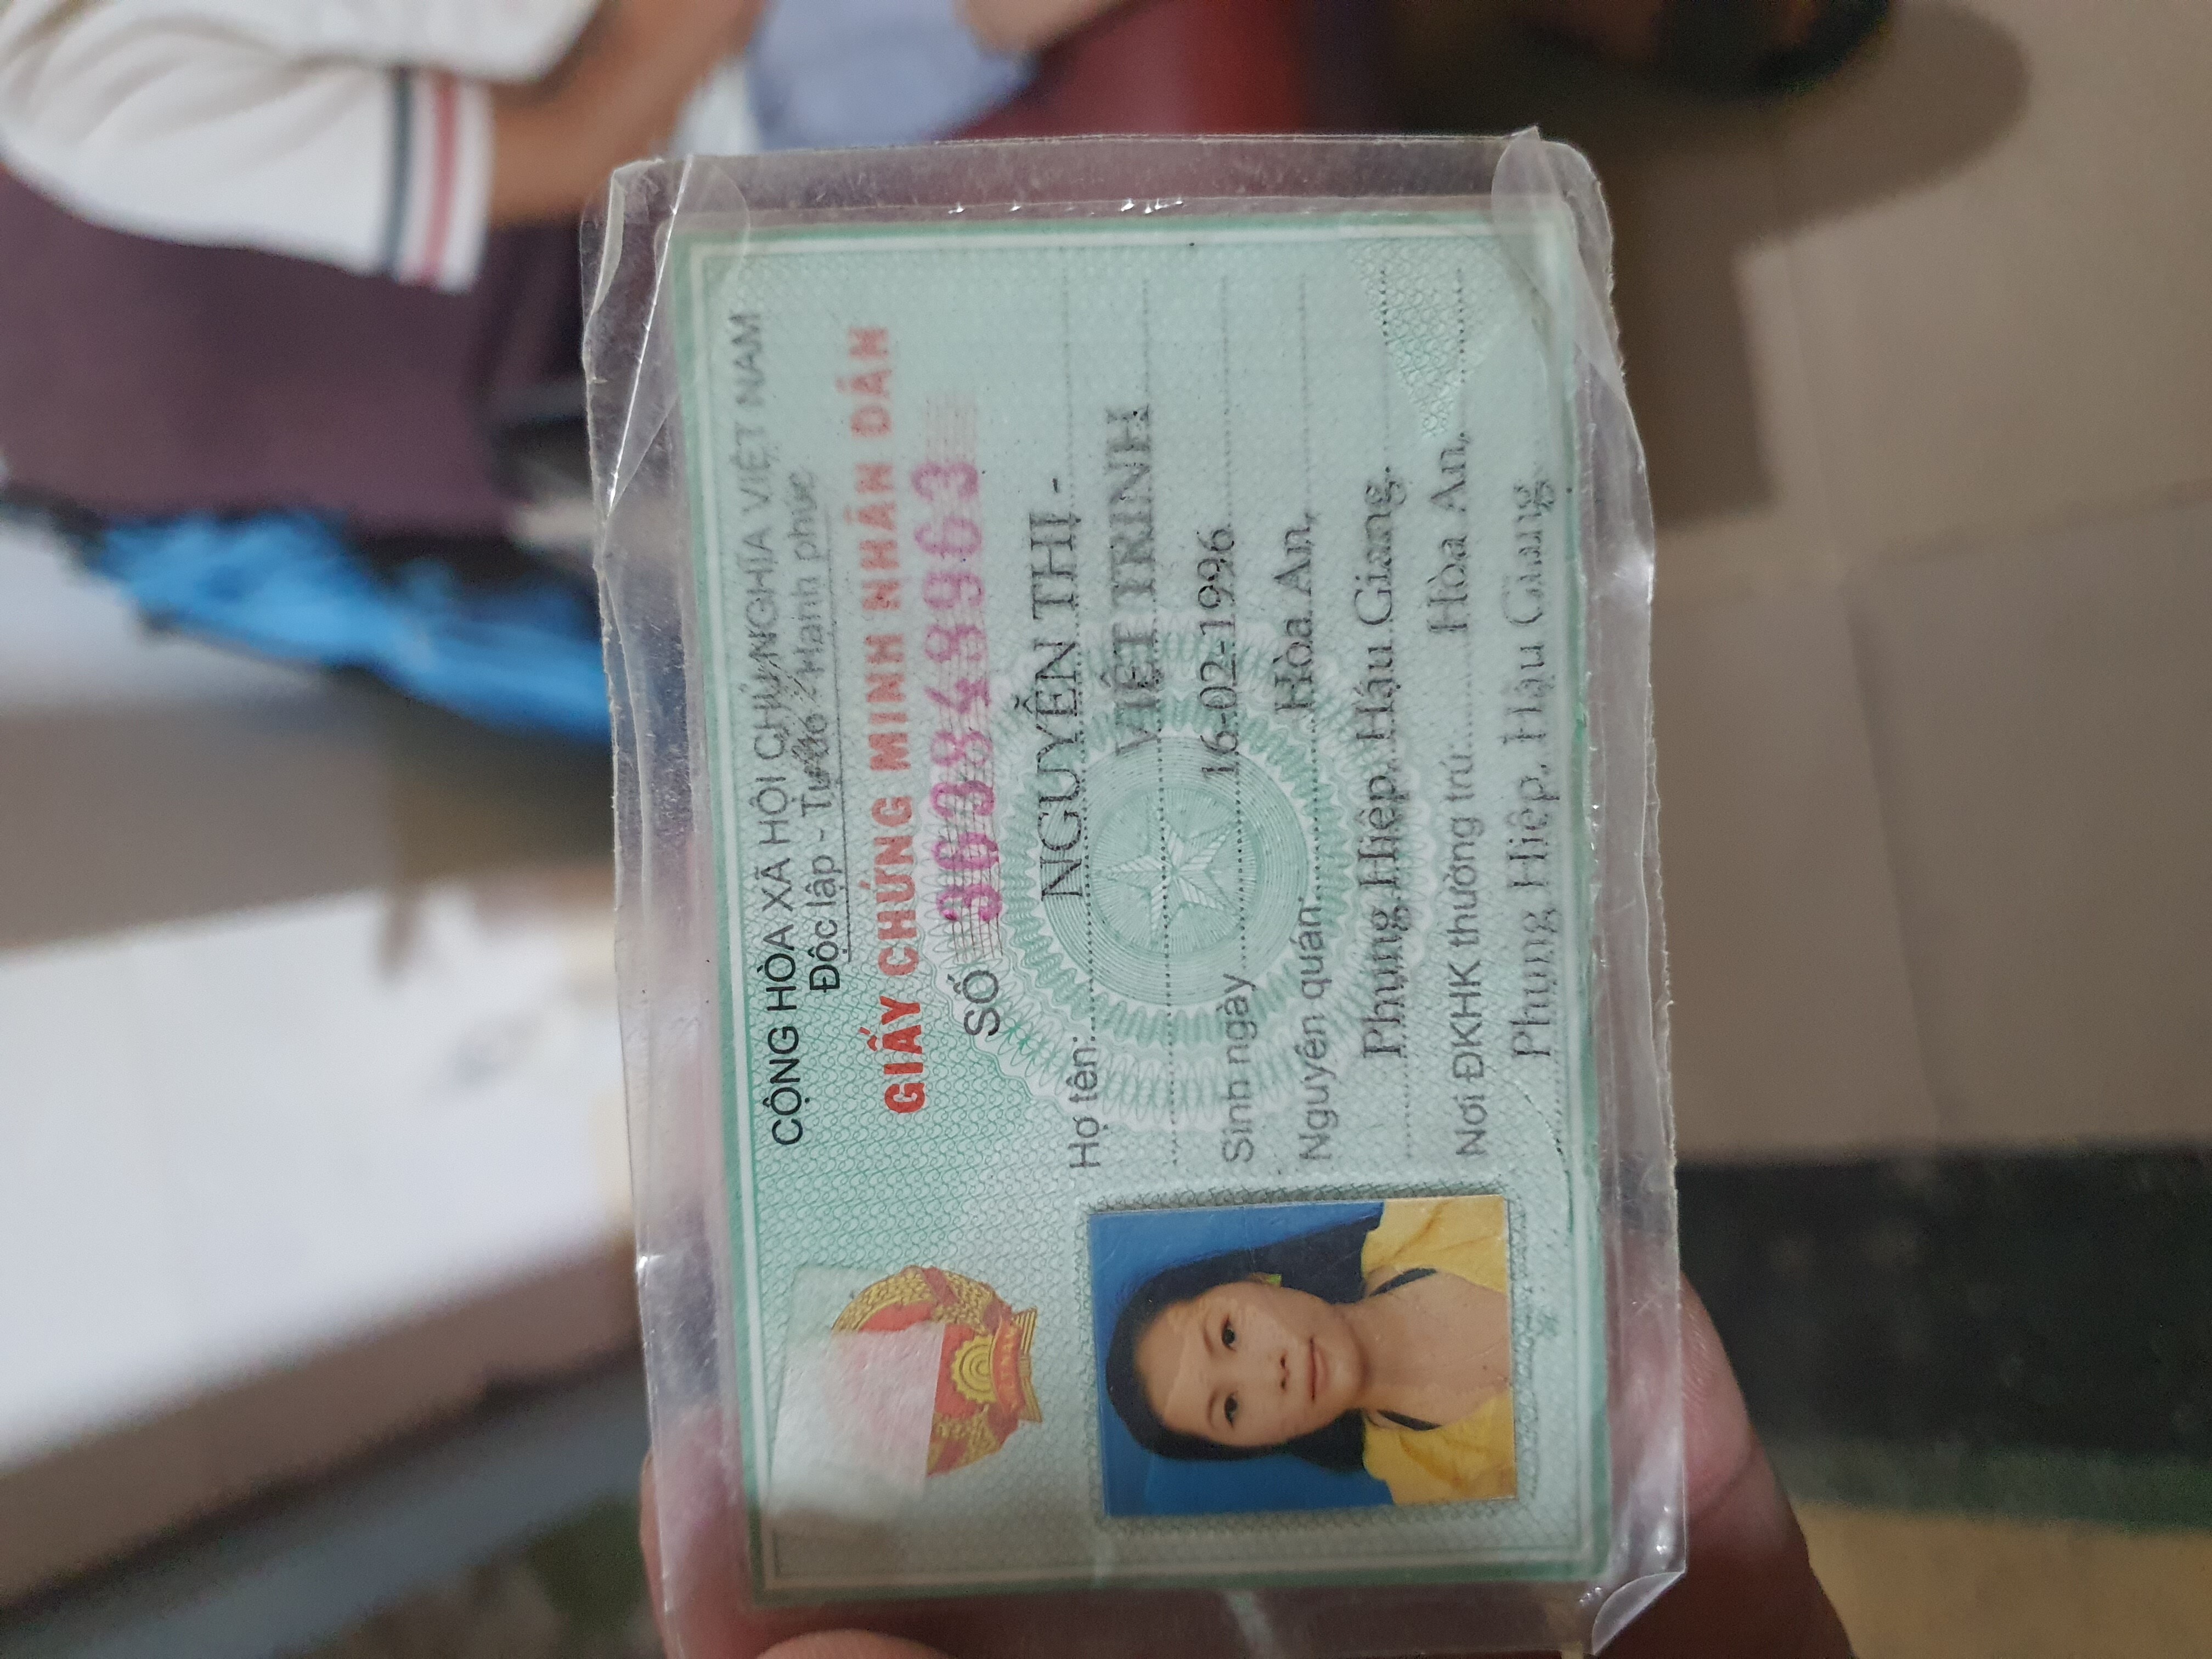 CỘNG HÒA XÃ HỘI CHỦ NGHĨA VIỆT NAM
Độc lập - Tự do - Hạnh phúc
GIẤY CHỨNG MINH NHÂN DÂN
SỐ 363848963
Họ tên: NGUYỄN THỊ -
VIỆT TRINH
Sinh ngày 16-02-1996
Nguyên quán Hòa An,
Phụng Hiệp, Hậu Giang.
Nơi ĐKHK thường trú Hòa An,
Phụng Hiệp, Hậu Giang